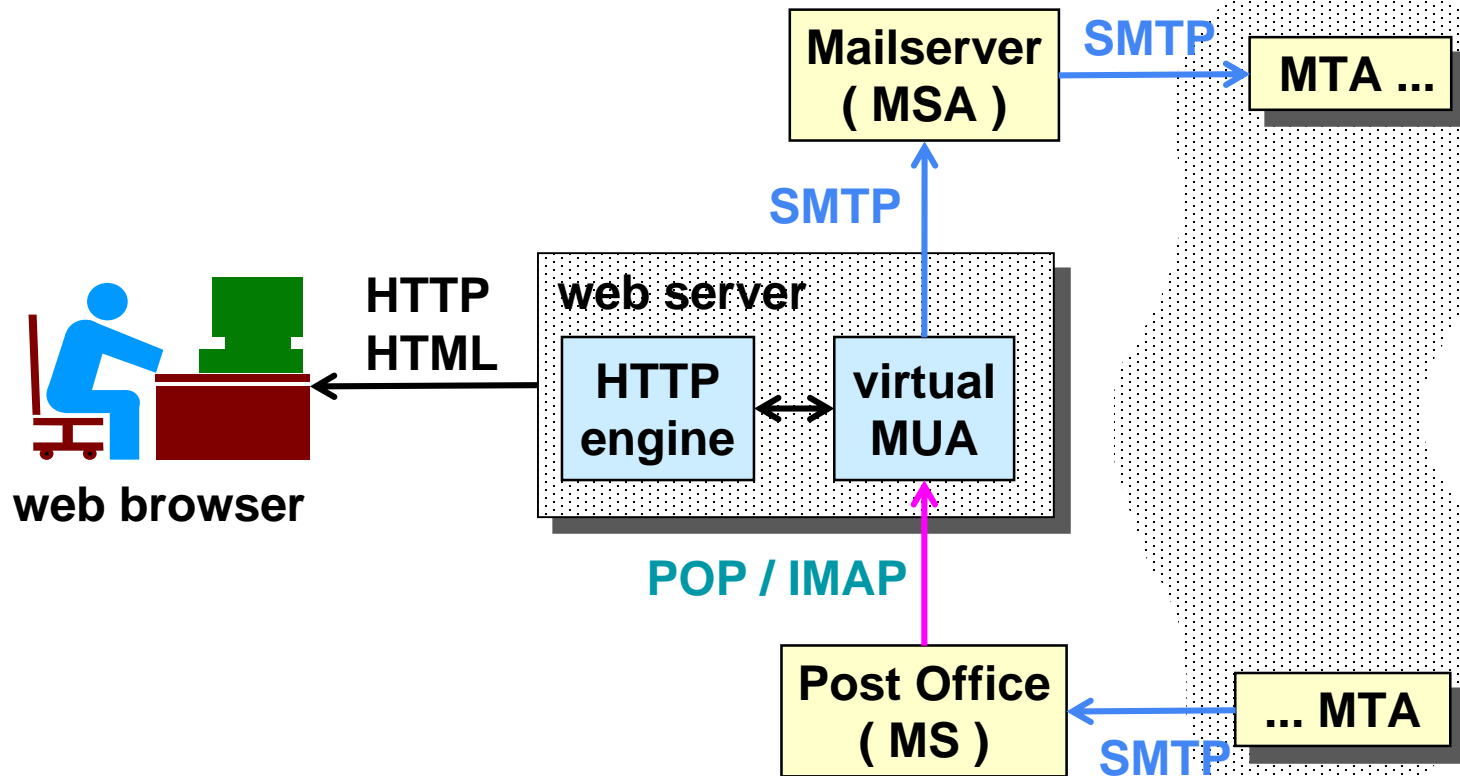 Mailserver
( MSA )
SMTP
MTA ...
SMTP
HTTP
HTML
web server
HTTP
engine
virtual
MUA
web browser
POP / IMAP
Post Office
( MS )
... MTA
SMTP